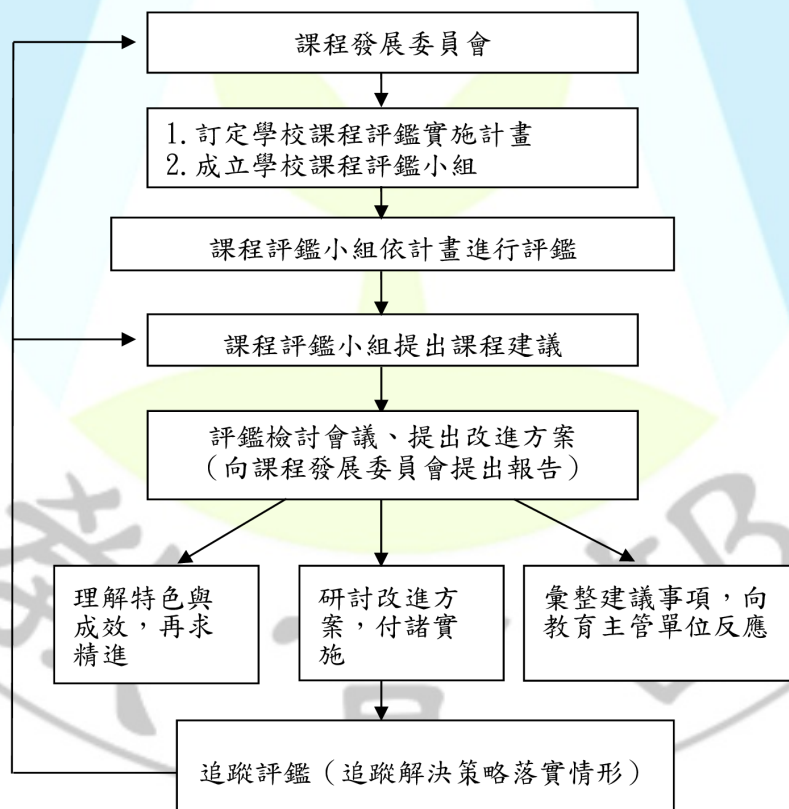 課程發展委員會
1.訂定學校課程評鑑實施計畫
2.成立學校課程評鑑小組
課程評鑑小組依計畫進行評鑑
課程評鑑小組提出課程建議
評鑑檢討會議、提出改進方案
（向課程發展委員會提出報告）
理解特色與
成效，再求
精進
研討改進方
案，付諸實
施
彙整建議事項，向
教育主管單位反應
追蹤評鑑（追蹤解決策略落實情形）